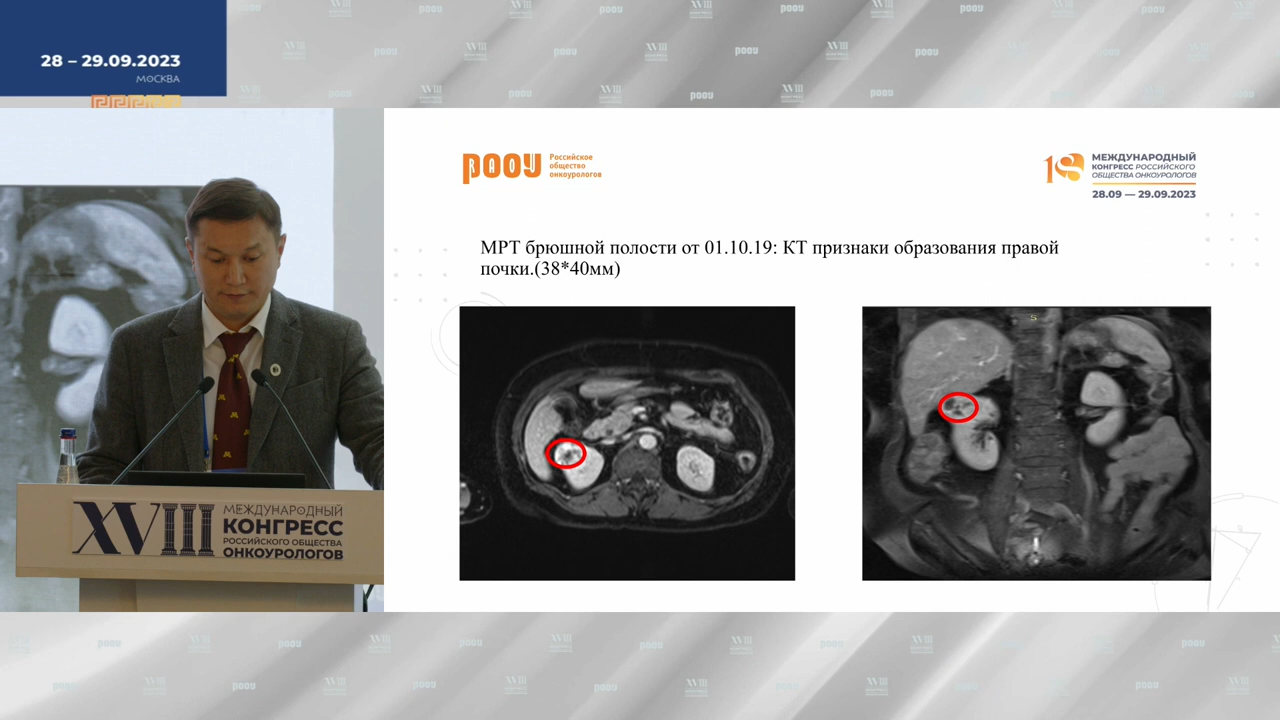 28 – 29.09.2023
МОСКВА
РООУ
Российское
общество
онкоурологов
18
МЕЖДУНАРОДНЫЙ
КОНГРЕСС РОССИЙСКОГО
ОБЩЕСТВА ОНКОУРОЛОГОВ
28.09 — 29.09.2023
МРТ брюшной полости от 01.10.19: КТ признаки образования правой
почки.(38*40мм)
S
XVIII
МЕЖДУНАРОДНЫЙ
КОНГРЕСС
РОССИЙСКОГО ОБЩЕСТВА
ОНКОУРОЛОГОВ